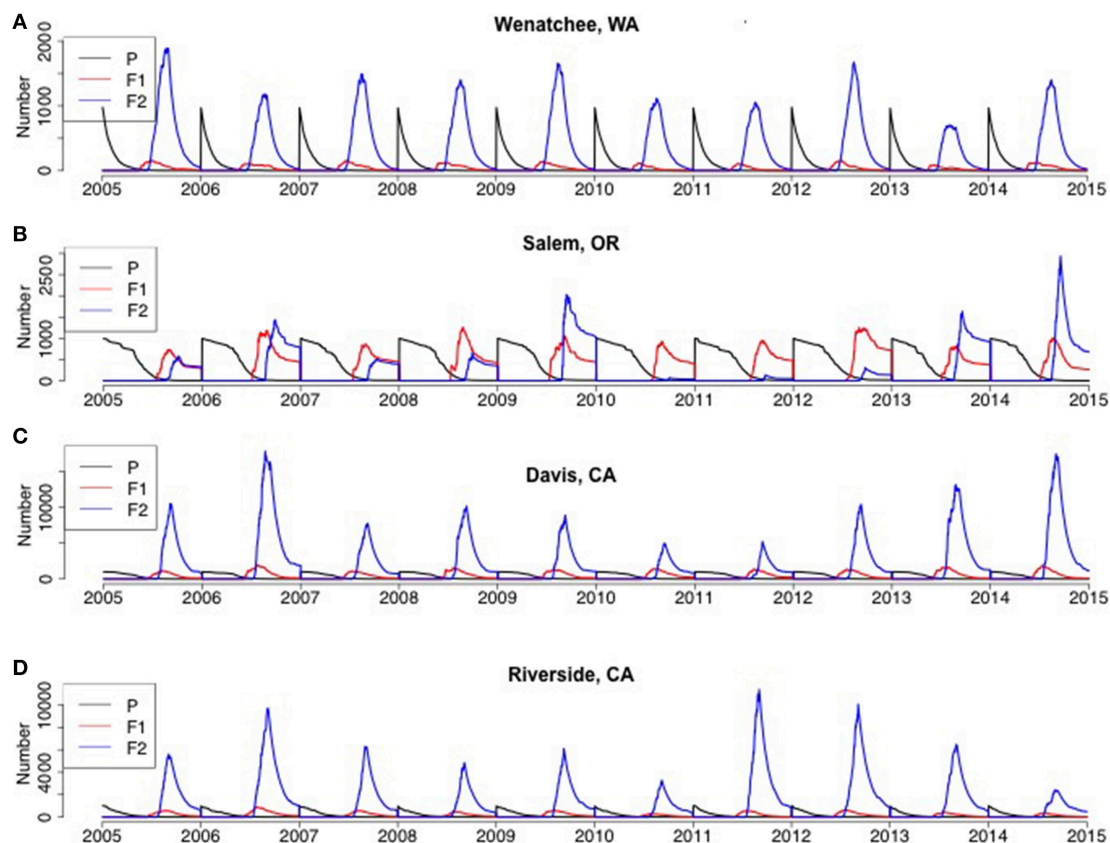 A
Wenatchee, WA
Number
0 1000 2000
P
F1
F2
2005 2006 2007 2008 2009 2010 2011 2012 2013 2014 2015
B
Salem, OR
Number
0 1000 2500
P
F1
F2
2005 2006 2007 2008 2009 2010 2011 2012 2013 2014 2015
C
Davis, CA
Number
0 10000
P
F1
F2
2005 2006 2007 2008 2009 2010 2011 2012 2013 2014 2015
D
Riverside, CA
Number
0 4000 10000
P
F1
F2
2005 2006 2007 2008 2009 2010 2011 2012 2013 2014 2015